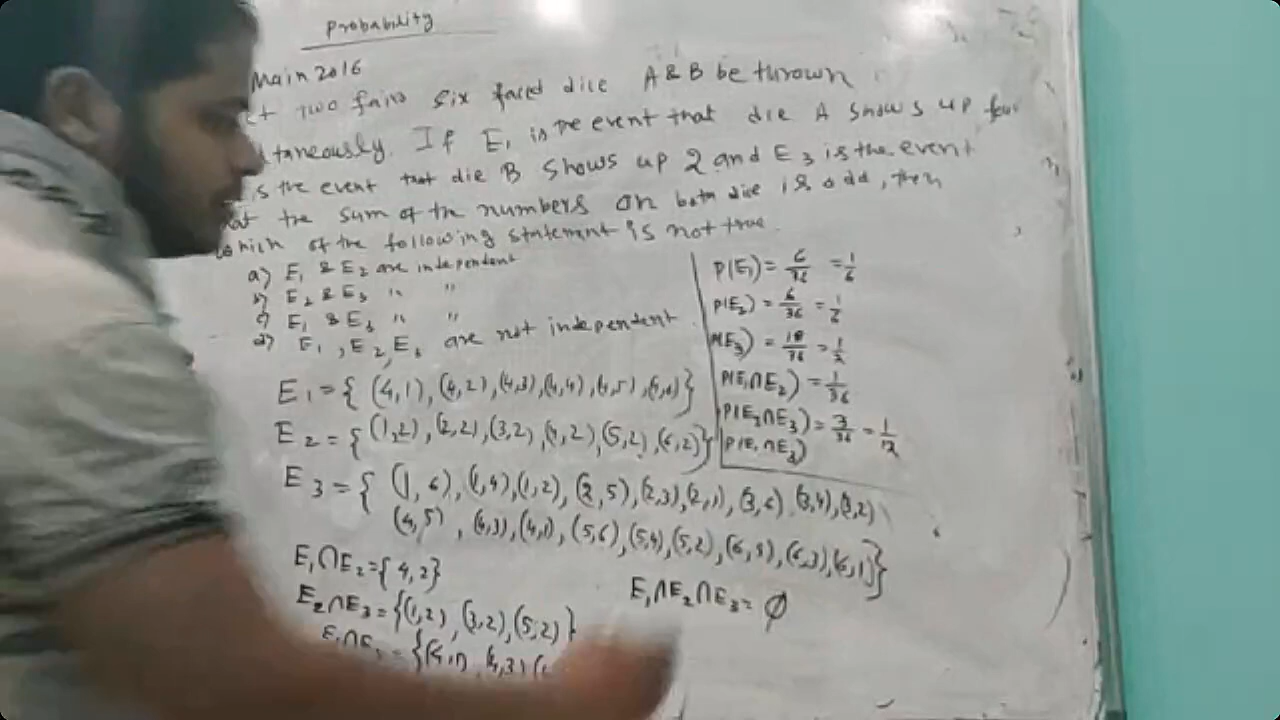 Probability
Main 2016
two fair six faced dice A & B be thrown
taneously. If E1 is the event that die A shows up four
is the event that die B shows up 2 and E3 is the event
at the sum of the numbers on both dice is odd, then
which of the following statement is not true.
a) E1 & E2 are independent
b) E2 & E3 " "
c) E1 & E3 " "
d) E1, E2, E3 are not independent
E1 = { (4,1), (4,2), (4,3), (4,4), (4,5), (4,6) }
E2 = { (1,2), (2,2), (3,2), (4,2), (5,2), (6,2) }
E3 = { (1,6), (1,4), (1,2), (2,5), (2,3), (2,1), (3,6) (3,4), (3,2)
(4,5), (4,3), (4,1), (5,6), (5,4), (5,2), (6,5), (6,3), (6,1) }
E1∩E2 = { 4,2 }
E2∩E3 = { (1,2), (3,2), (5,2) }
= { (4,1), (4,3) (
P(E1) = 6/36 = 1/6
P(E2) = 6/36 = 1/6
P(E3) = 18/36 = 1/2
P(E1∩E2) = 1/36
P(E2∩E3) = 3/36 = 1/12
P(E1∩E3)
E1∩E2∩E3 = ∅